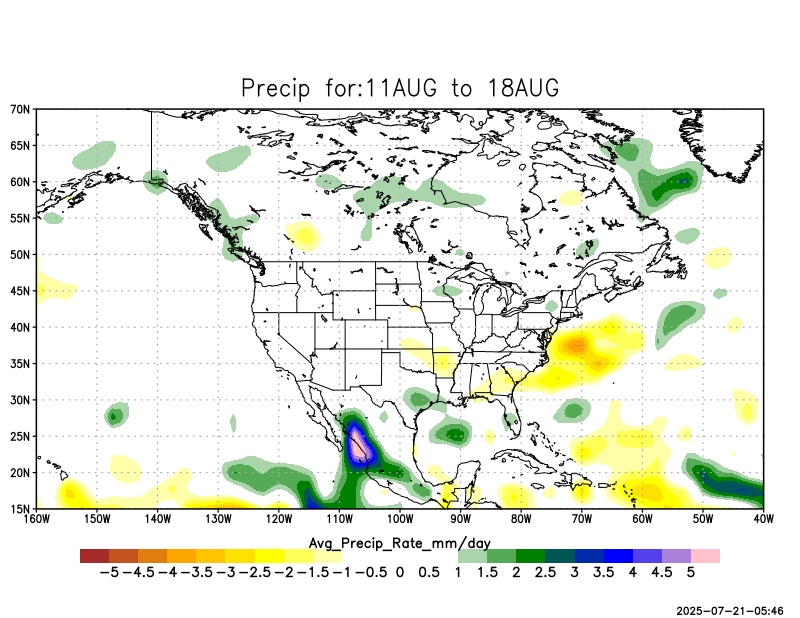 Precip for:11AUG to 18AUG
70N
65N
60N
55N
50N
45N
40N
35N
30N
25N
20N
15N
160W 150W 140W 130W 120W 110W 100W 90W 80W 70W 60W 50W 40W
Avg_Precip_Rate_mm/day
-5 -4.5 -4 -3.5 -3 -2.5 -2 -1.5 -1 -0.5 0 0.5 1 1.5 2 2.5 3 3.5 4 4.5 5
2025-07-21-05:46